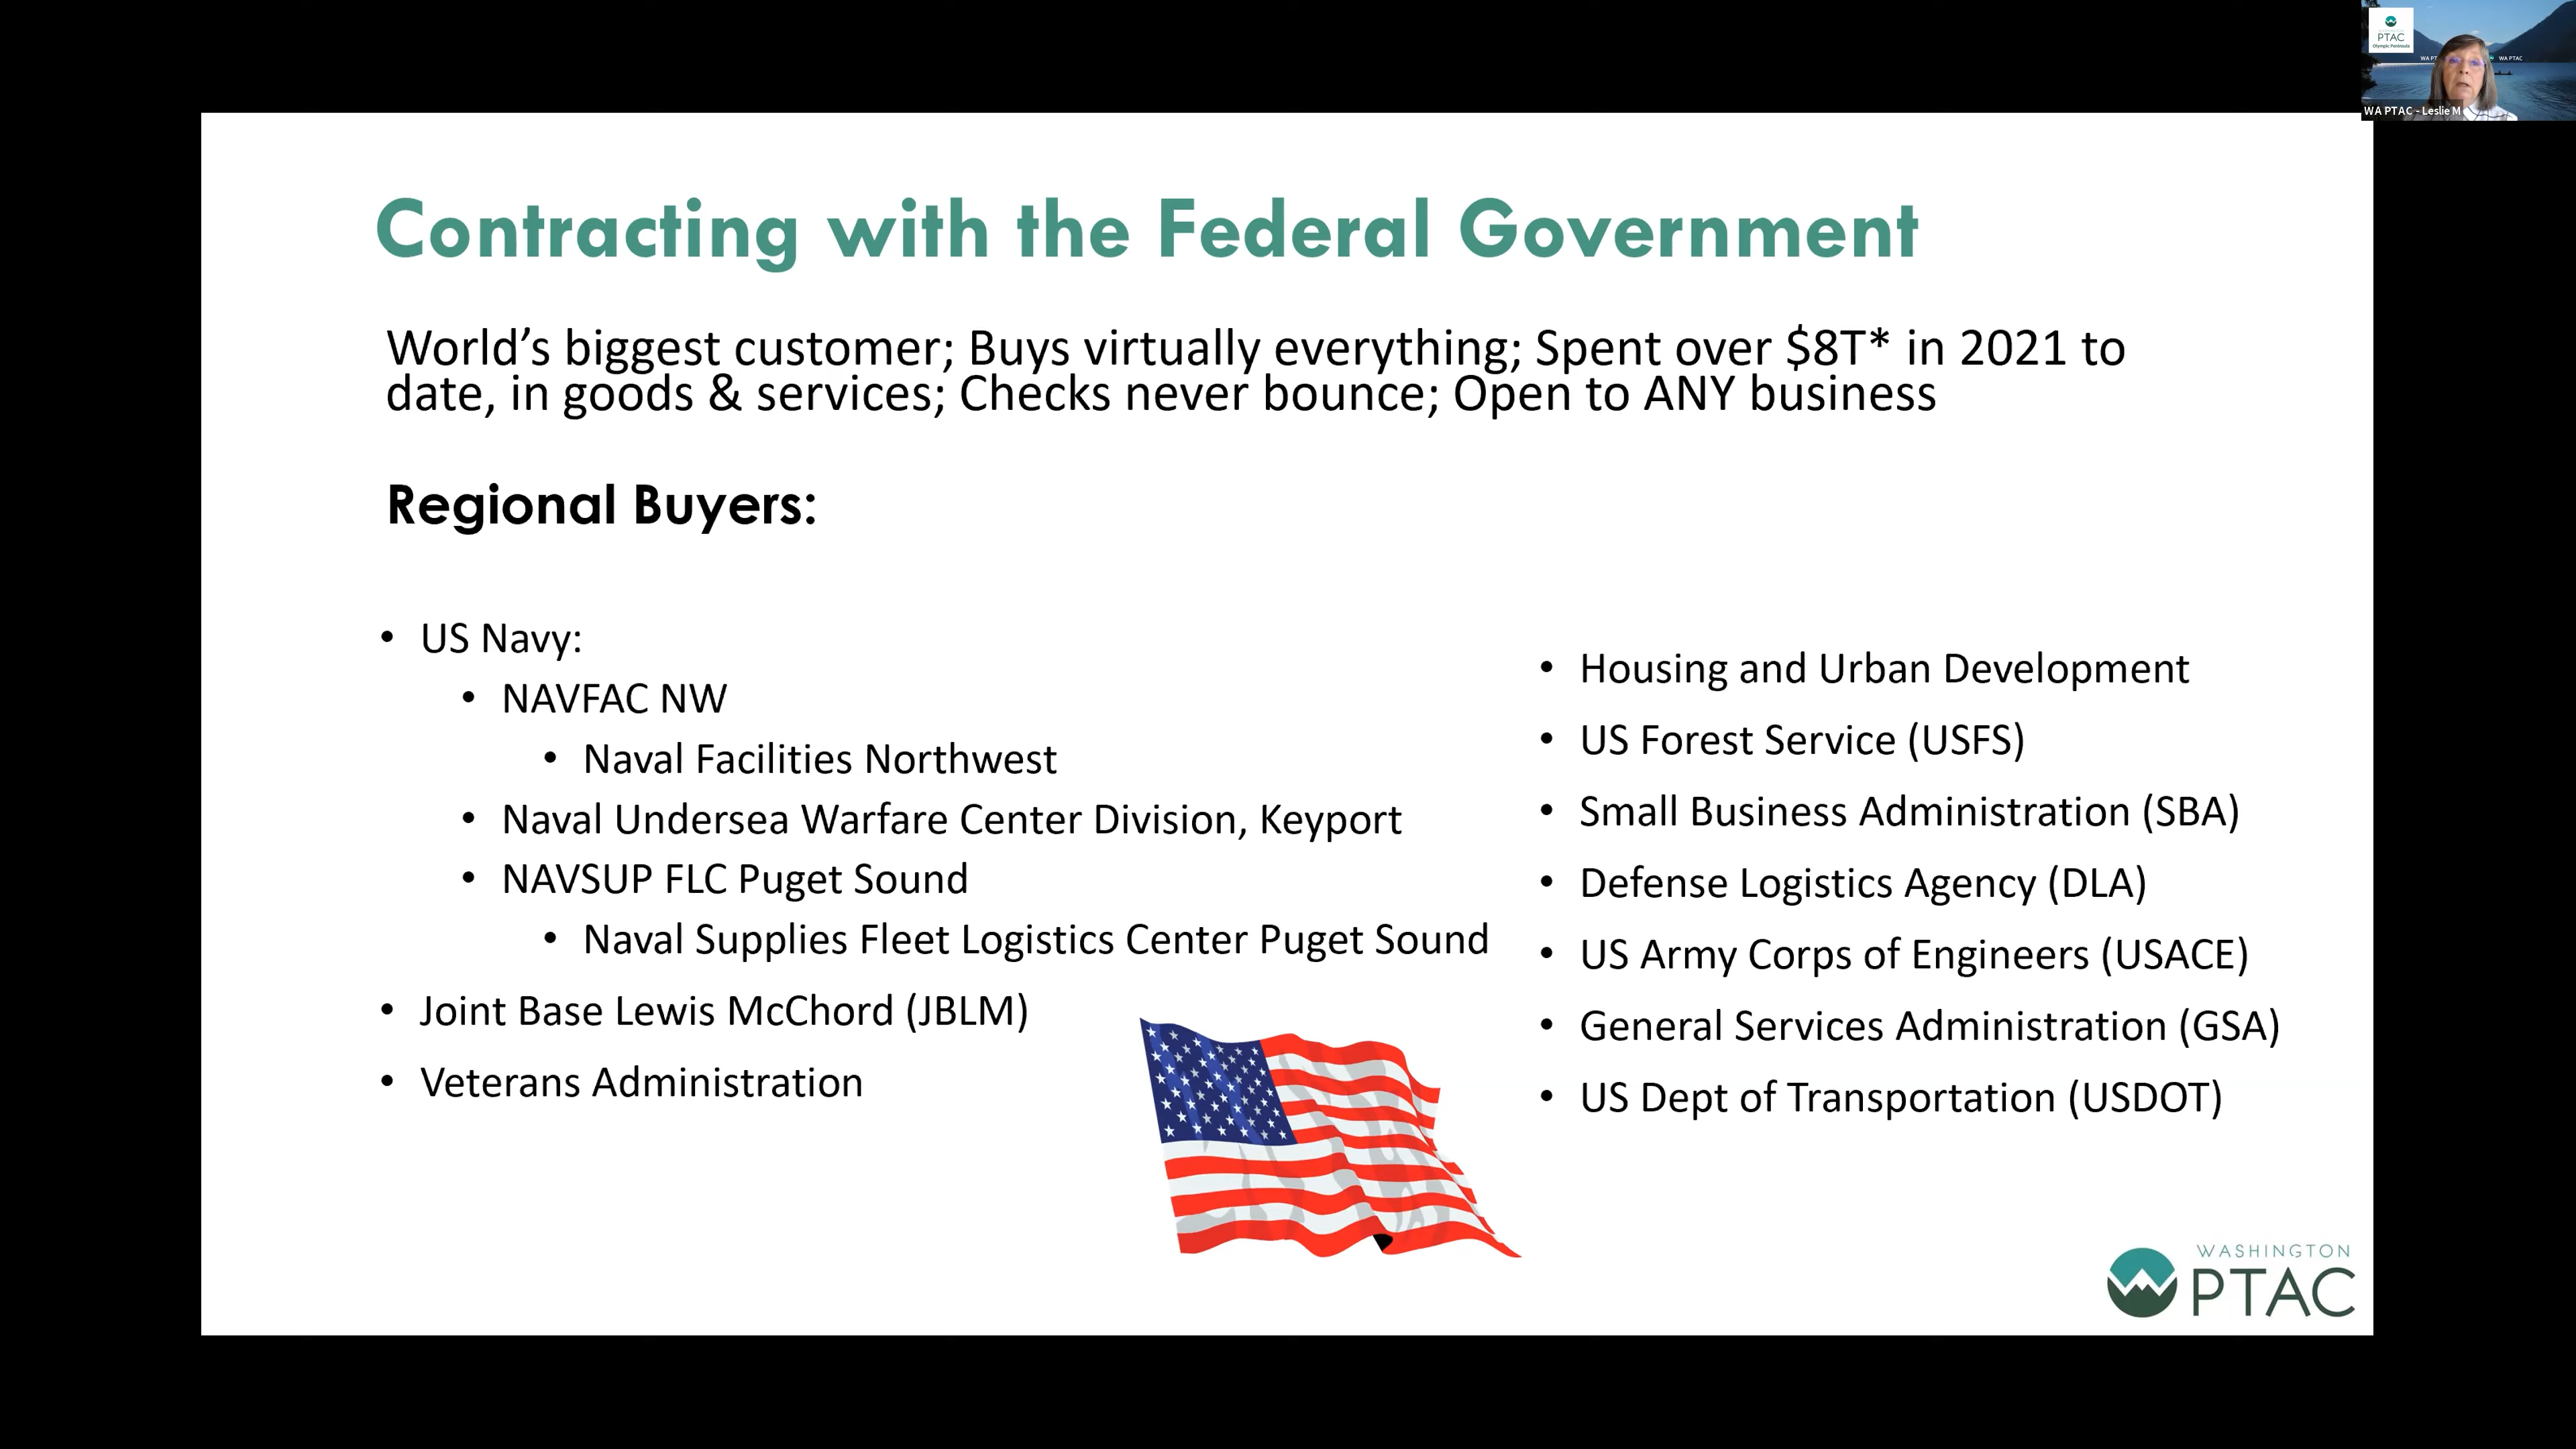 PTAC
Olympic Peninsula
WA PTAC
WA PTAC - Leslie M
Contracting with the Federal Government
World’s biggest customer; Buys virtually everything; Spent over $8T* in 2021 to
date, in goods & services; Checks never bounce; Open to ANY business
Regional Buyers:
• US Navy:
• NAVFAC NW
• Naval Facilities Northwest
• Naval Undersea Warfare Center Division, Keyport
• NAVSUP FLC Puget Sound
• Naval Supplies Fleet Logistics Center Puget Sound
• Joint Base Lewis McChord (JBLM)
• Veterans Administration
• Housing and Urban Development
• US Forest Service (USFS)
• Small Business Administration (SBA)
• Defense Logistics Agency (DLA)
• US Army Corps of Engineers (USACE)
• General Services Administration (GSA)
• US Dept of Transportation (USDOT)
WASHINGTON
PTAC